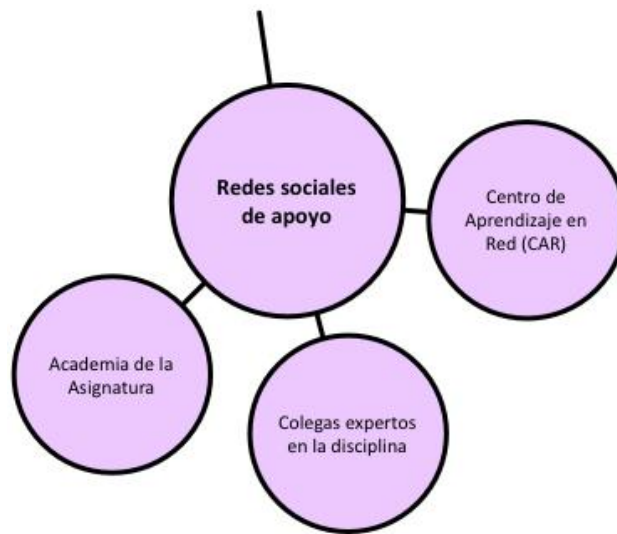 Redes sociales
de apoyo
Centro de
Aprendizaje en
Red (CAR)
Academia de la
Asignatura
Colegas expertos
en la disciplina